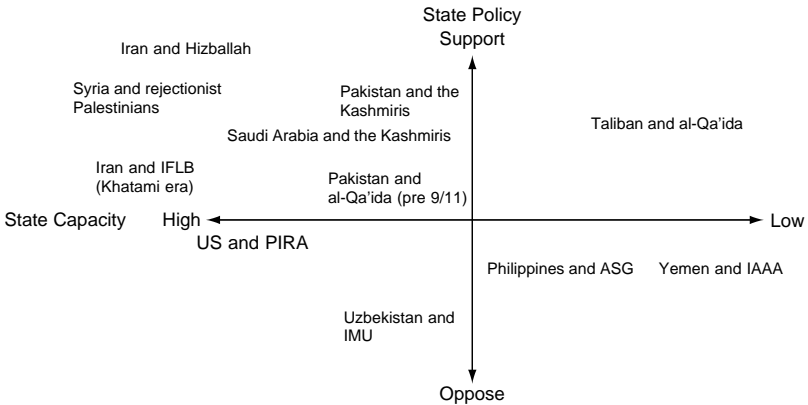 State Policy
Support
Iran and Hizballah
Syria and rejectionist
Palestinians
Pakistan and the
Kashmiris
Taliban and al-Qa'ida
Saudi Arabia and the Kashmiris
Iran and IFLB
(Khatami era)
Pakistan and
al-Qa'ida (pre 9/11)
State Capacity High Low
US and PIRA
Philippines and ASG Yemen and IAAA
Uzbekistan and
IMU
Oppose